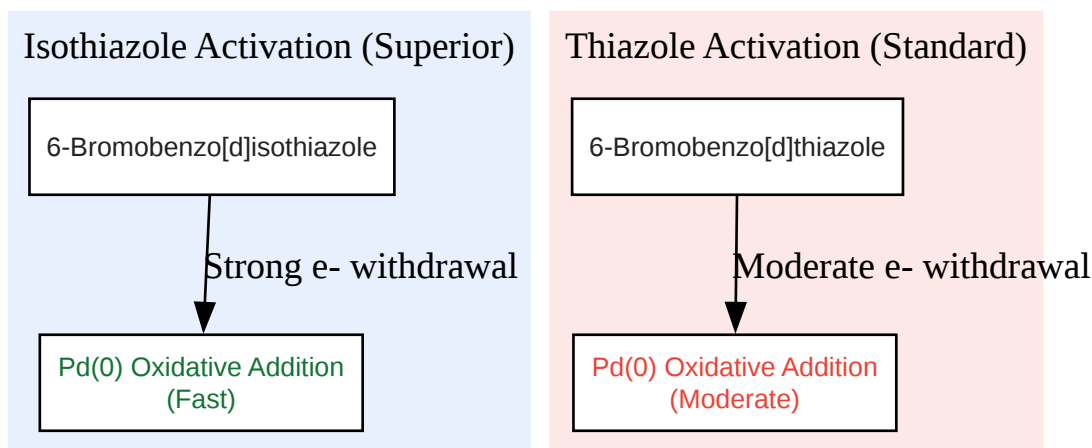 Isothiazole Activation (Superior)
6-Bromobenzo[d]isothiazole
Strong e- withdrawal
Pd(0) Oxidative Addition
(Fast)
Thiazole Activation (Standard)
6-Bromobenzo[d]thiazole
Moderate e- withdrawal
Pd(0) Oxidative Addition
(Moderate)